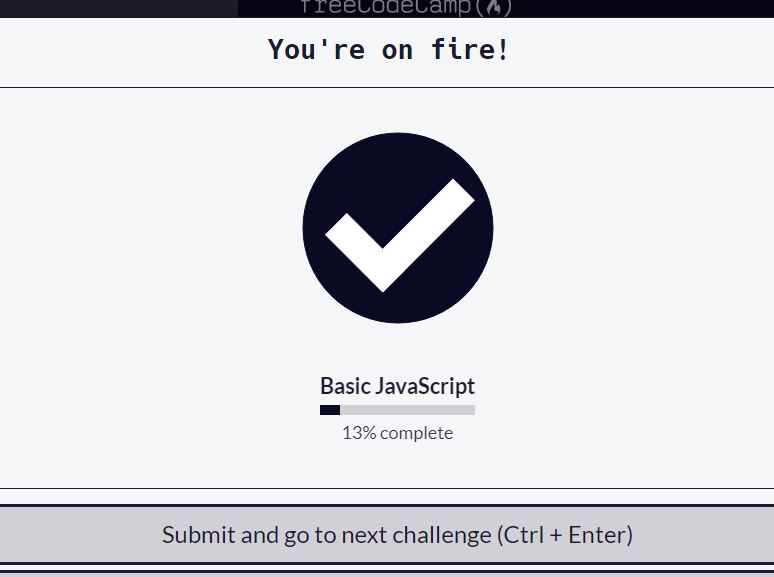 freeCodeCamp(🔥)
You're on fire!
Basic JavaScript
13% complete
Submit and go to next challenge (Ctrl + Enter)